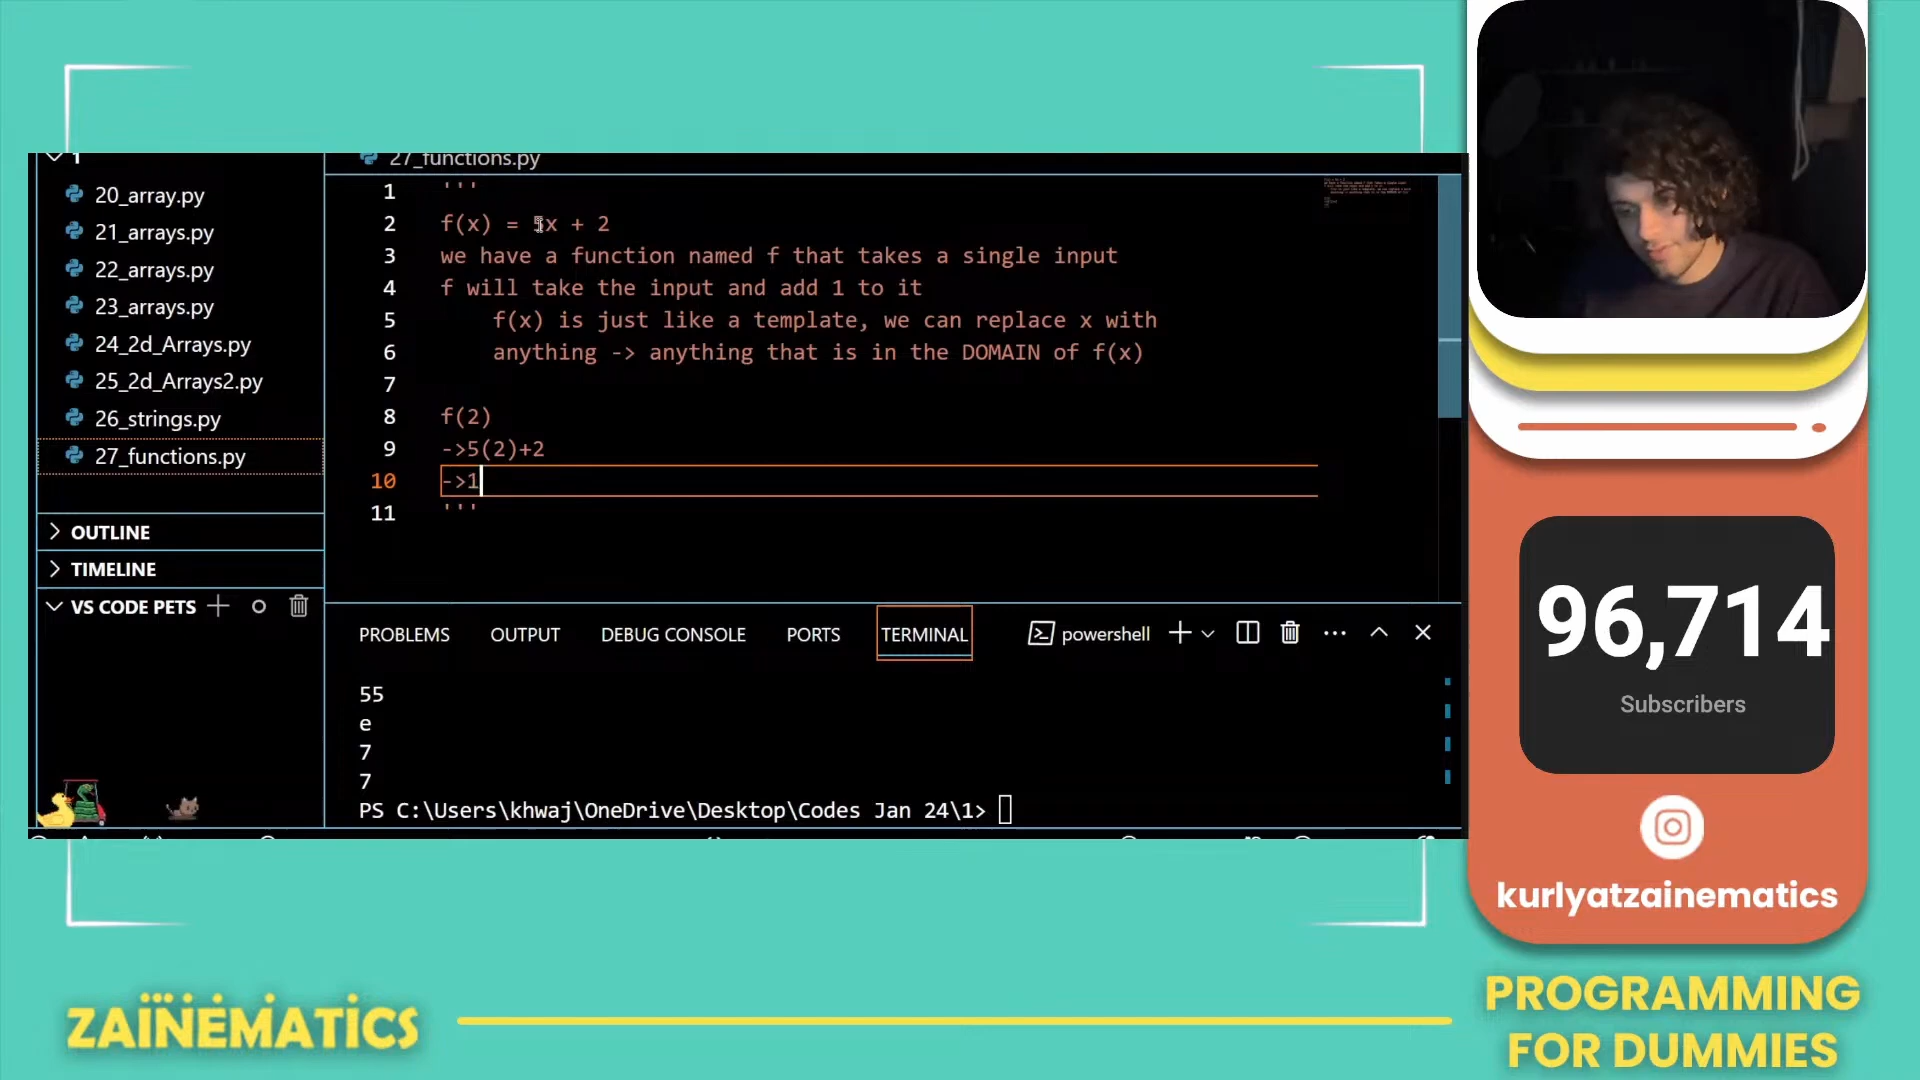 1
27_functions.py
20_array.py
21_arrays.py
22_arrays.py
23_arrays.py
24_2d_Arrays.py
25_2d_Arrays2.py
26_strings.py
27_functions.py
OUTLINE
TIMELINE
VS CODE PETS
1 '''
2 f(x) = 5x + 2
3 we have a function named f that takes a single input
4 f will take the input and add 1 to it
5 f(x) is just like a template, we can replace x with
6 anything -> anything that is in the DOMAIN of f(x)
7
8 f(2)
9 ->5(2)+2
10 ->1
11 '''
PROBLEMS OUTPUT DEBUG CONSOLE PORTS TERMINAL powershell
55
e
7
7
PS C:\Users\khwaj\OneDrive\Desktop\Codes Jan 24\1>
96,714
Subscribers
kurlyatzainematics
ZAINEMATICS
PROGRAMMING
FOR DUMMIES